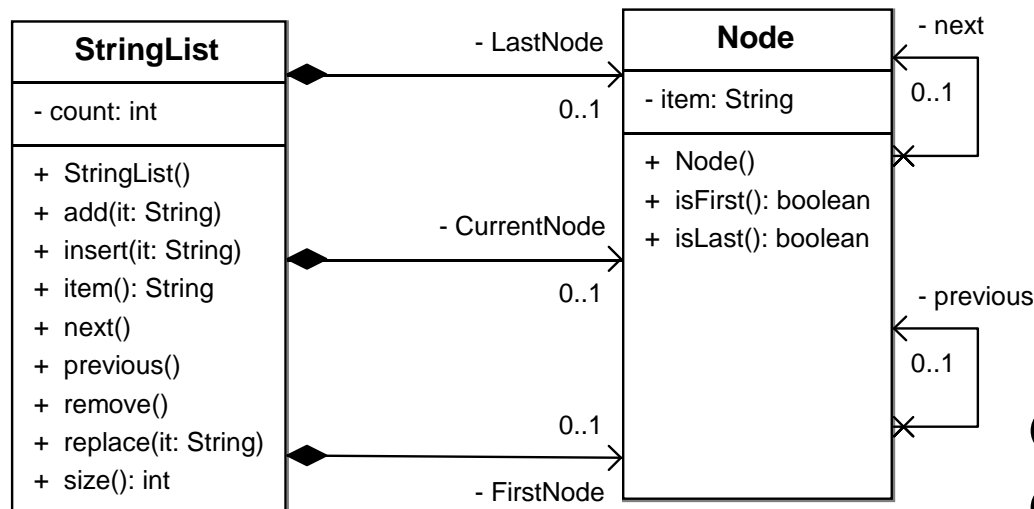 StringList
- count: int
+ StringList()
+ add(it: String)
+ insert(it: String)
+ item(): String
+ next()
+ previous()
+ remove()
+ replace(it: String)
+ size(): int
- LastNode
0..1
- CurrentNode
0..1
0..1
- FirstNode
Node
- item: String
+ Node()
+ isFirst(): boolean
+ isLast(): boolean
- next
0..1
- previous
0..1